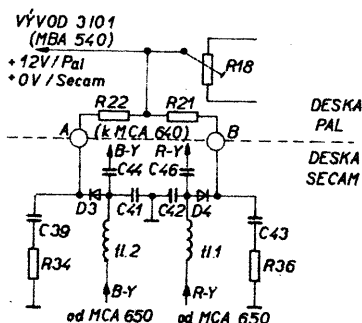 VÝVOD 3101
(MBA 540)
+12V/Pal
+0V/Secam
R18
R22 R21
DESKA
PAL
A (k MCA 640) B
DESKA
SECAM
B-Y R-Y
C44 C46
D3 C41 C42 D4
C39 C43
R34 tl.2 tl.1 R36
B-Y R-Y
od MCA 650 od MCA 650